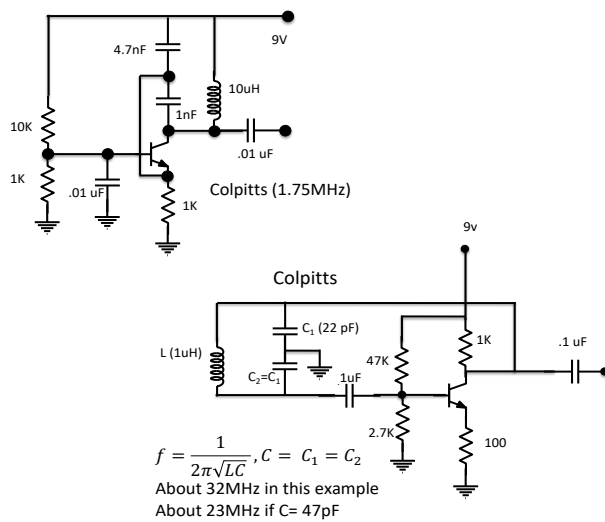 9V
4.7nF
10uH
1nF
10K
.01 uF
1K
.01 uF
1K
Colpitts (1.75MHz)
9v
Colpitts
C₁ (22 pF)
1K
.1 uF
L (1uH)
47K
C₂=C₁
.1uF
2.7K
100
f = 1 / 2π√LC , C = C₁ = C₂
About 32MHz in this example
About 23MHz if C= 47pF